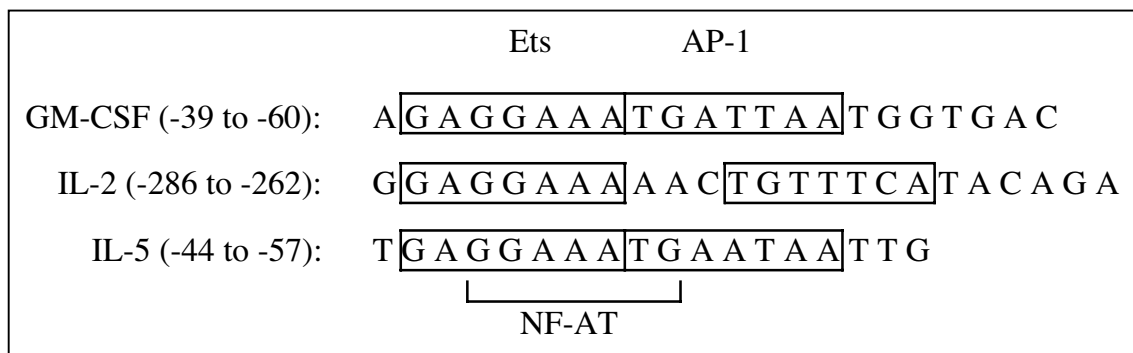 Ets AP-1
GM-CSF (-39 to -60): A G A G G A A A T G A T T A A T G G T G A C
IL-2 (-286 to -262): G G A G G A A A A A C T G T T T C A T A C A G A
IL-5 (-44 to -57): T G A G G A A A T G A A T A A T T G
NF-AT